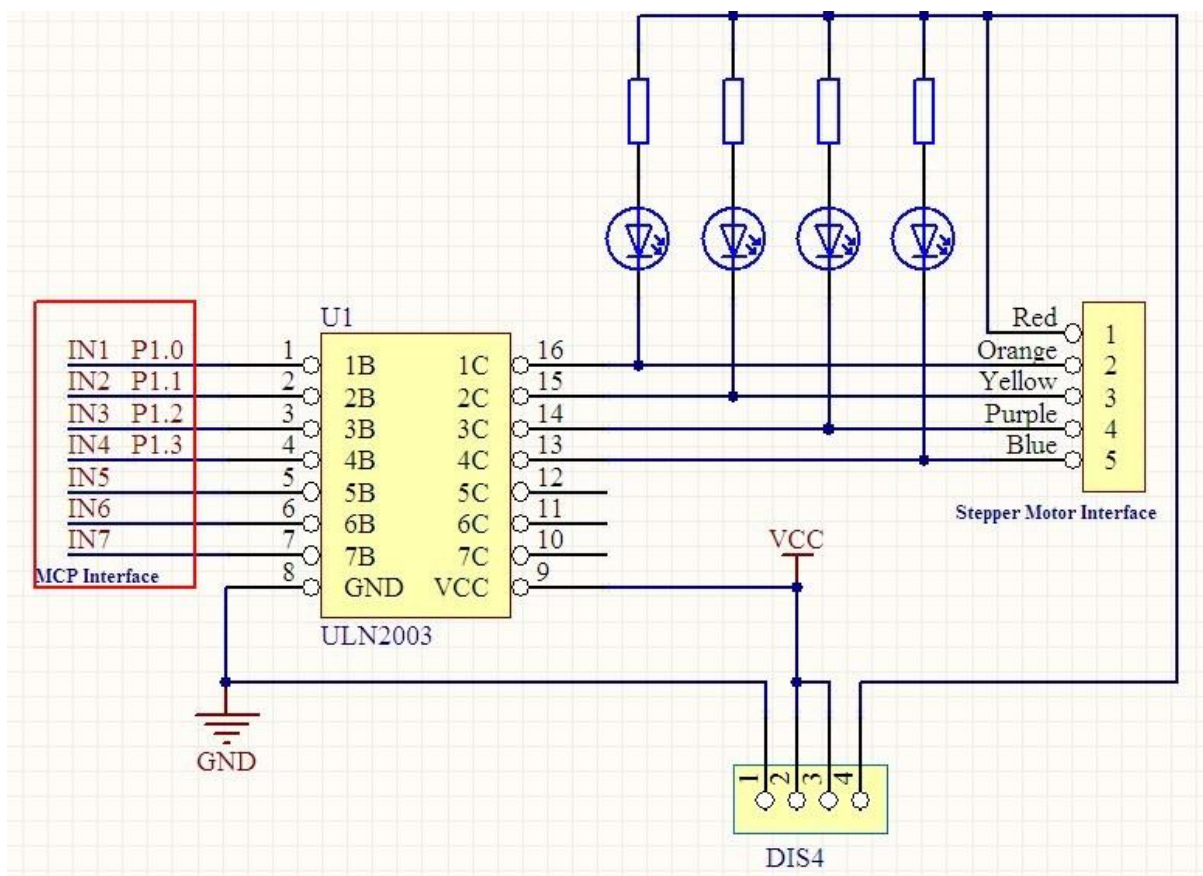 U1
IN1 P1.0 1 1B 1C 16
IN2 P1.1 2 2B 2C 15
IN3 P1.2 3 3B 3C 14
IN4 P1.3 4 4B 4C 13
IN5 5 5B 5C 12
IN6 6 6B 6C 11
IN7 7 7B 7C 10
MCP Interface
8 GND VCC 9
ULN2003
Red 1
Orange 2
Yellow 3
Purple 4
Blue 5
Stepper Motor Interface
VCC
GND
1 2 3 4
DIS4